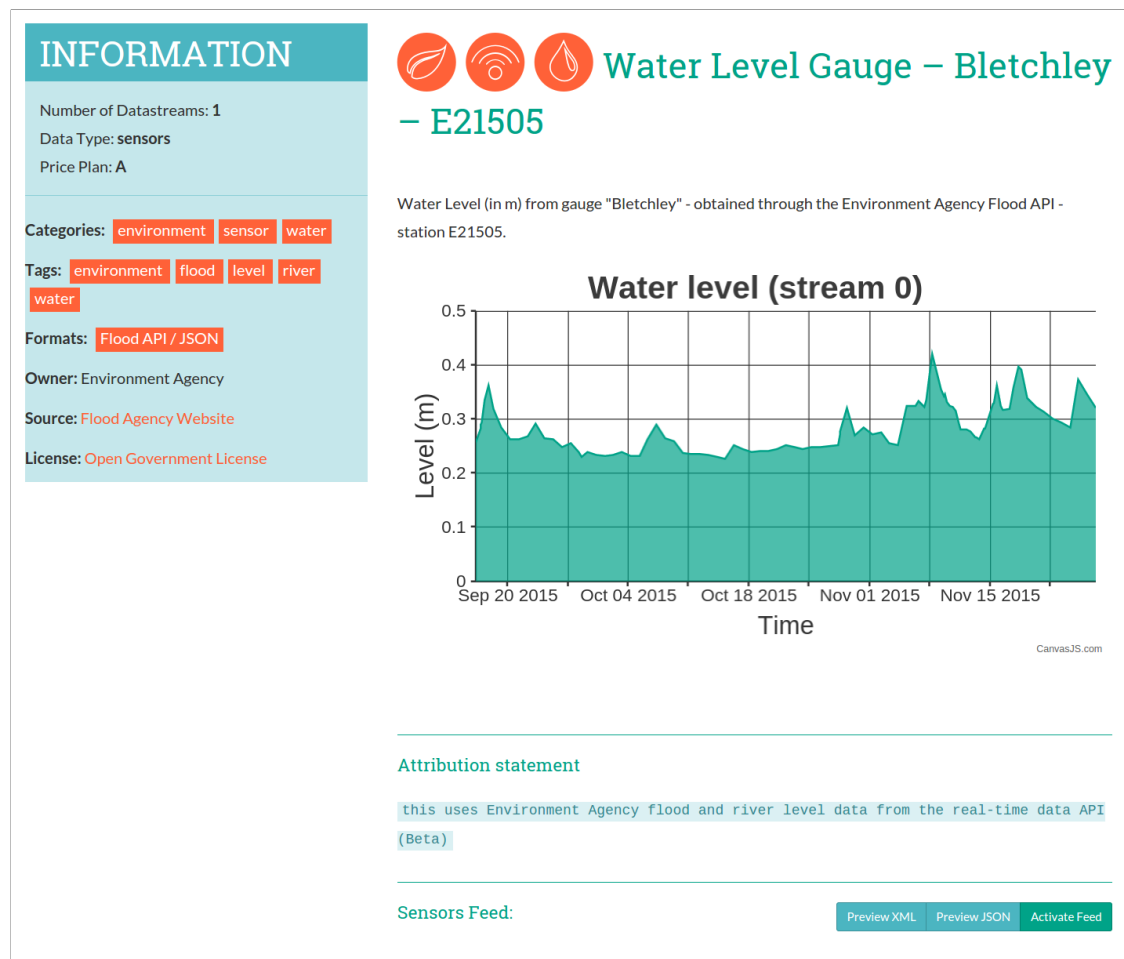 INFORMATION
Number of Datastreams: 1
Data Type: sensors
Price Plan: A
Categories: environment sensor water
Tags: environment flood level river
water
Formats: Flood API / JSON
Owner: Environment Agency
Source: Flood Agency Website
License: Open Government License
Water Level Gauge – Bletchley
– E21505
Water Level (in m) from gauge "Bletchley" - obtained through the Environment Agency Flood API -
station E21505.
Water level (stream 0)
Level (m)
0.5
0.4
0.3
0.2
0.1
0
Sep 20 2015 Oct 04 2015 Oct 18 2015 Nov 01 2015 Nov 15 2015
Time
CanvasJS.com
Attribution statement
this uses Environment Agency flood and river level data from the real-time data API
(Beta)
Sensors Feed:
Preview XML Preview JSON Activate Feed